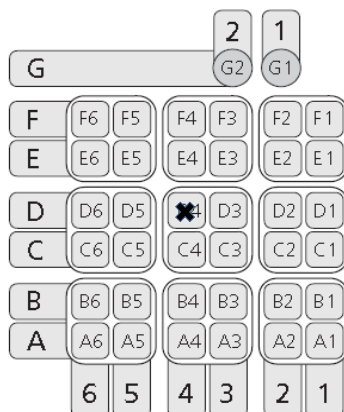 2 1
G G2 G1
F F6 F5 F4 F3 F2 F1
E E6 E5 E4 E3 E2 E1
D D6 D5 D3 D2 D1
C C6 C5 C4 C3 C2 C1
B B6 B5 B4 B3 B2 B1
A A6 A5 A4 A3 A2 A1
6 5 4 3 2 1